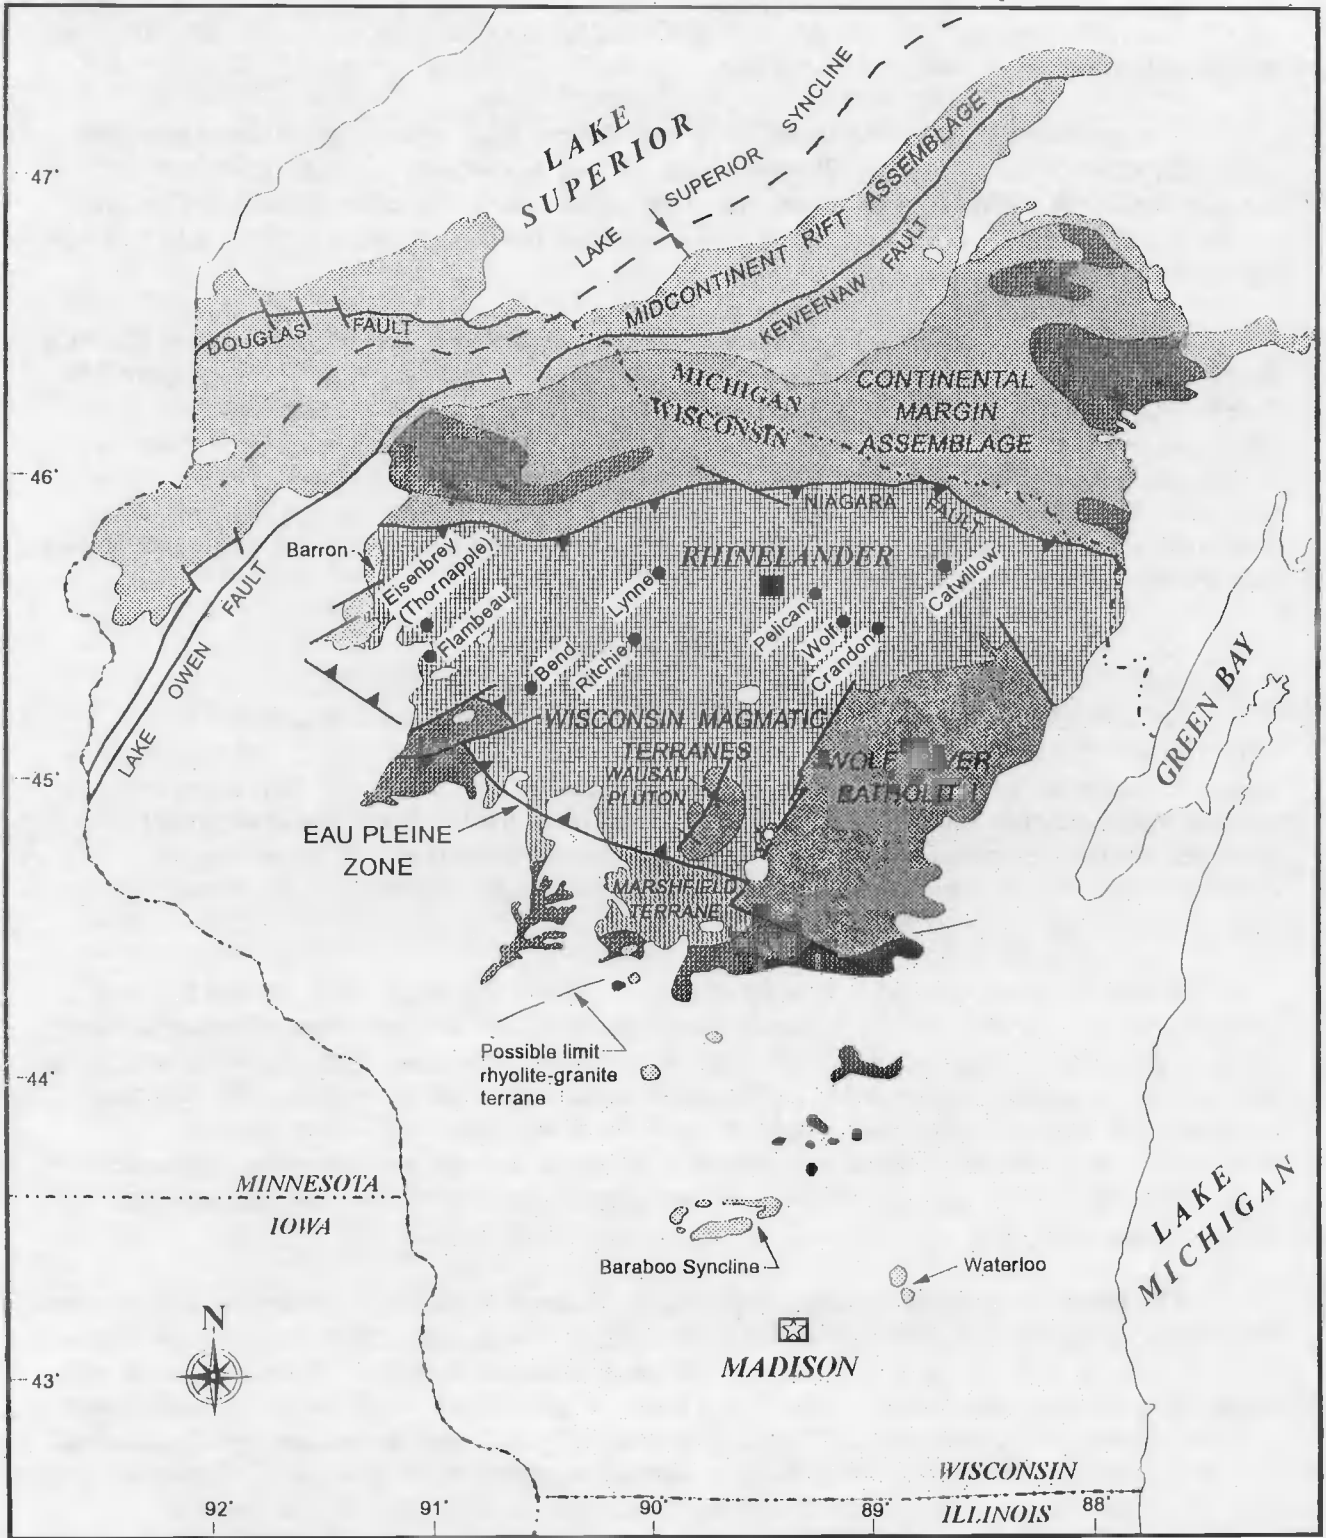 LAKE
SUPERIOR
LAKE SUPERIOR SYNCLINE
47°
MIDCONTINENT RIFT ASSEMBLAGE
KEWEENAW FAULT
DOUGLAS FAULT
MICHIGAN
WISCONSIN
CONTINENTAL
MARGIN
ASSEMBLAGE
46°
NIAGARA FAULT
Barron
Eisenbrey
(Thornapple)
Flambeau
Lynne
RHINELANDER
Catwillow
Pelican
Wolf
Crandon
Bend
Ritchie
LAKE OWEN FAULT
GREEN BAY
WISCONSIN MAGMATIC
TERRANES
45°
WAUSAU
PLUTON
WOLF RIVER
BATHOLITH
EAU PLEINE
ZONE
MARSHFIELD
TERRANE
Possible limit
rhyolite-granite
terrane
44°
MINNESOTA
IOWA
LAKE
MICHIGAN
Baraboo Syncline
Waterloo
N
MADISON
43°
WISCONSIN
ILLINOIS
92° 91° 90° 89° 88°